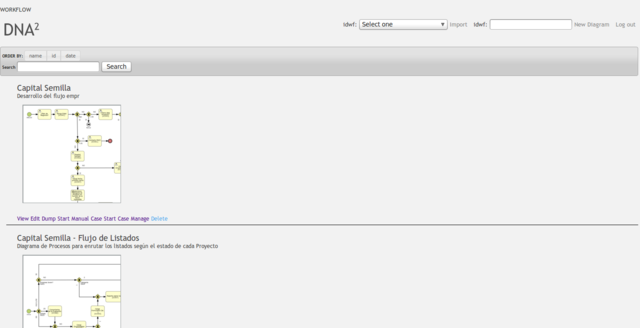 WORKFLOW
DNA²
idwf: Select one Import idwf: New Diagram Log out
ORDER BY: name id date
Search: Search
Capital Semilla
Desarrollo del flujo empr
View Edit Dump Start Manual Case Start Case Manage Delete
Capital Semilla - Flujo de Listados
Diagrama de Procesos para enrutar los listados según el estado de cada Proyecto